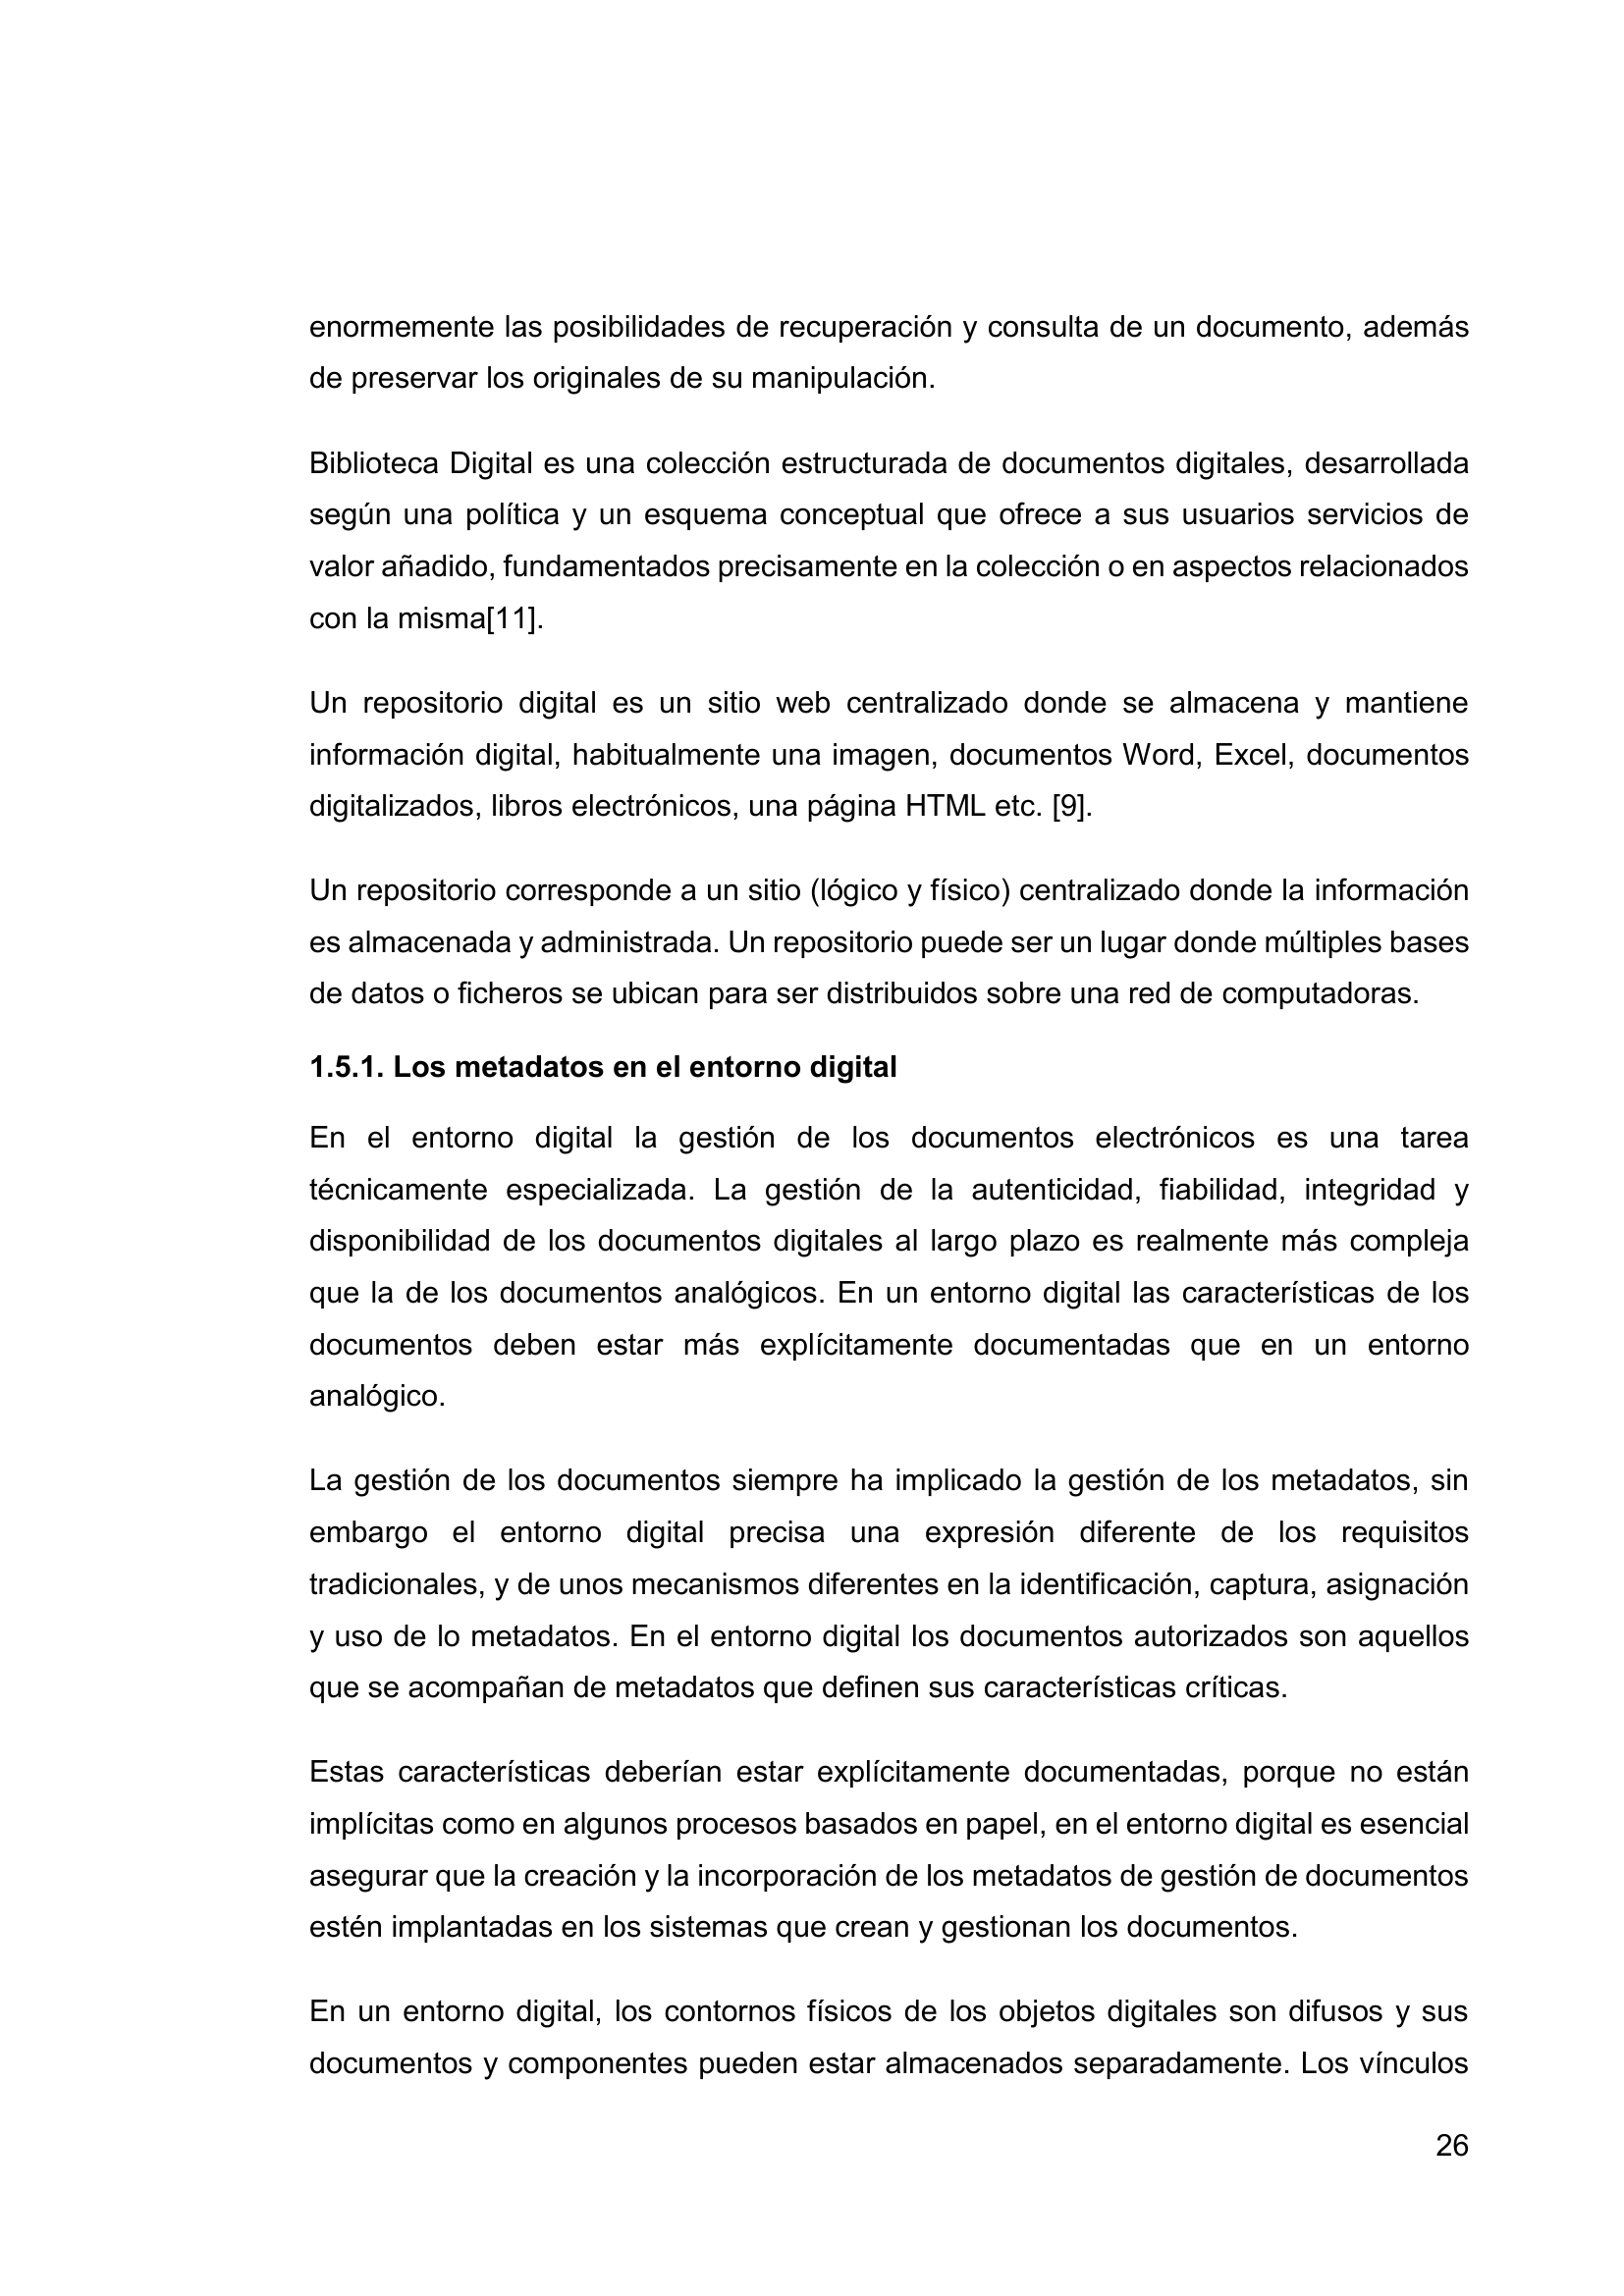 enormemente las posibilidades de recuperación y consulta de un documento, además
de preservar los originales de su manipulación.
Biblioteca Digital es una colección estructurada de documentos digitales, desarrollada
según una política y un esquema conceptual que ofrece a sus usuarios servicios de
valor añadido, fundamentados precisamente en la colección o en aspectos relacionados
con la misma[11].
Un repositorio digital es un sitio web centralizado donde se almacena y mantiene
información digital, habitualmente una imagen, documentos Word, Excel, documentos
digitalizados, libros electrónicos, una página HTML etc. [9].
Un repositorio corresponde a un sitio (lógico y físico) centralizado donde la información
es almacenada y administrada. Un repositorio puede ser un lugar donde múltiples bases
de datos o ficheros se ubican para ser distribuidos sobre una red de computadoras.
1.5.1. Los metadatos en el entorno digital
En el entorno digital la gestión de los documentos electrónicos es una tarea
técnicamente especializada. La gestión de la autenticidad, fiabilidad, integridad y
disponibilidad de los documentos digitales al largo plazo es realmente más compleja
que la de los documentos analógicos. En un entorno digital las características de los
documentos deben estar más explícitamente documentadas que en un entorno
analógico.
La gestión de los documentos siempre ha implicado la gestión de los metadatos, sin
embargo el entorno digital precisa una expresión diferente de los requisitos
tradicionales, y de unos mecanismos diferentes en la identificación, captura, asignación
y uso de lo metadatos. En el entorno digital los documentos autorizados son aquellos
que se acompañan de metadatos que definen sus características críticas.
Estas características deberían estar explícitamente documentadas, porque no están
implícitas como en algunos procesos basados en papel, en el entorno digital es esencial
asegurar que la creación y la incorporación de los metadatos de gestión de documentos
estén implantadas en los sistemas que crean y gestionan los documentos.
En un entorno digital, los contornos físicos de los objetos digitales son difusos y sus
documentos y componentes pueden estar almacenados separadamente. Los vínculos
26